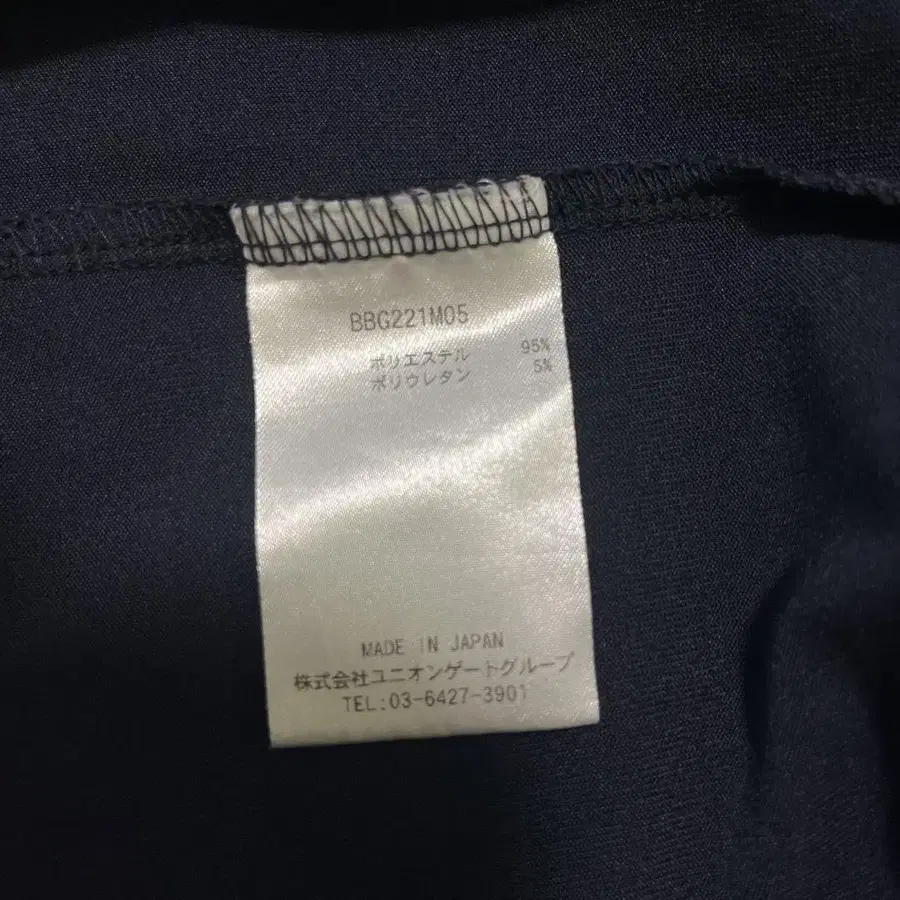 BBG221M05
ポリエステル 95%
ポリウレタン 5%
MADE IN JAPAN
株式会社ユニオンゲートグループ
TEL:03-6427-3901